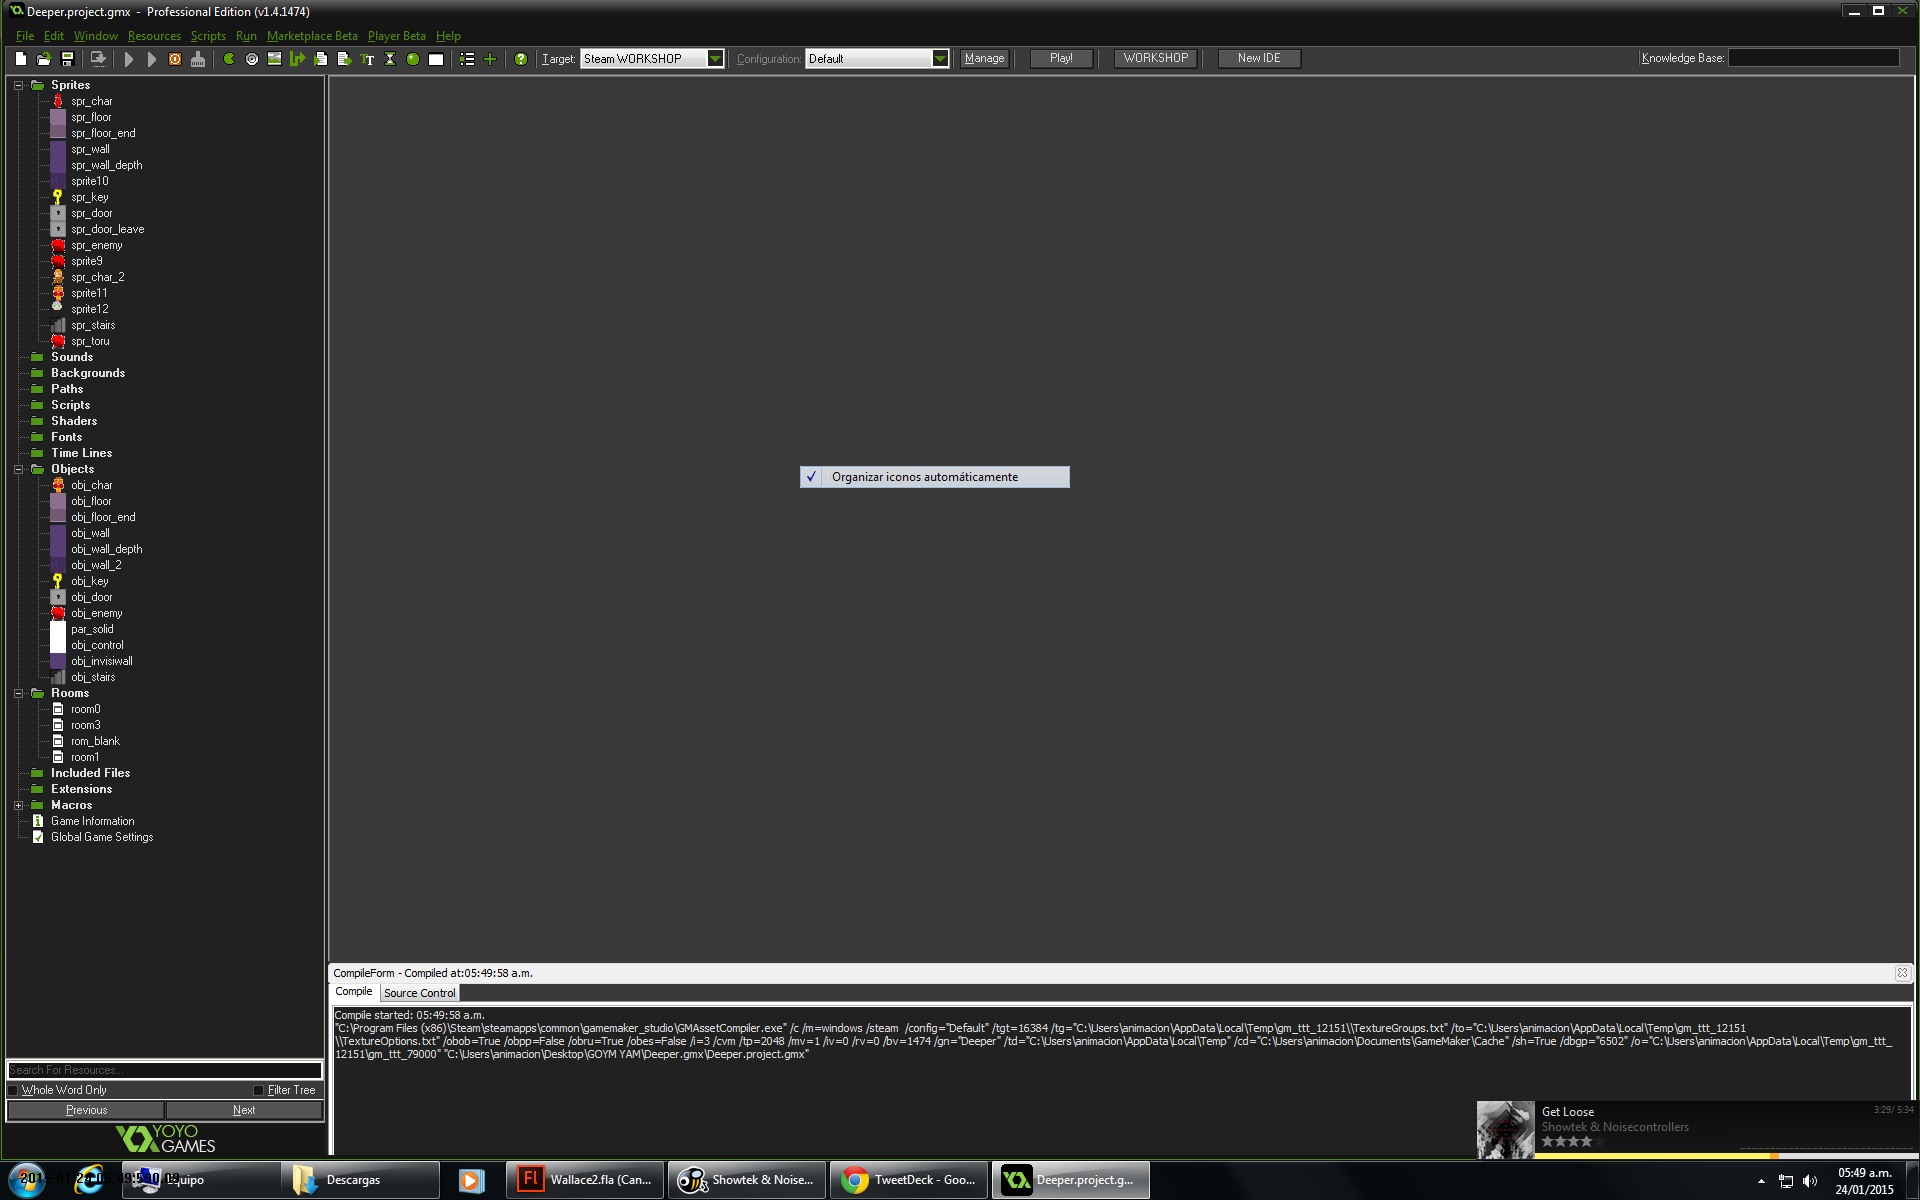 Deeper.project.gmx - Professional Edition (v1.4.1474)
File Edit Window Resources Scripts Run Marketplace Beta Player Beta Help
Target: Steam WORKSHOP Configuration: Default Manage Play! WORKSHOP New IDE Knowledge Base:
Sprites
spr_char
spr_floor
spr_floor_end
spr_wall
spr_wall_depth
sprite10
spr_key
spr_door
spr_door_leave
spr_enemy
sprite9
spr_char_2
sprite11
sprite12
spr_stairs
spr_toru
Sounds
Backgrounds
Paths
Scripts
Shaders
Fonts
Time Lines
Objects
obj_char
obj_floor
obj_floor_end
obj_wall
obj_wall_depth
obj_wall_2
obj_key
obj_door
obj_enemy
par_solid
obj_control
obj_invisiwall
obj_stairs
Rooms
room0
room3
rom_blank
room1
Included Files
Extensions
Macros
Game Information
Global Game Settings
Search For Resources...
Whole Word Only Filter Tree
Previous Next
YOYO GAMES
Organizar iconos automáticamente
CompileForm - Compiled at:05:49:58 a.m.
Compile Source Control
Compile started: 05:49:58 a.m.
"C:\Program Files (x86)\Steam\steamapps\common\gamemaker_studio\GMAssetCompiler.exe" /c /m=windows /steam /config="Default" /tgt=16384 /tg="C:\Users\animacion\AppData\Local\Temp\gm_ttt_12151\\TextureGroups.txt" /to="C:\Users\animacion\AppData\Local\Temp\gm_ttt_12151
\\TextureOptions.txt" /obob=True /obpp=False /obru=True /obes=False /i=3 /cvm /tp=2048 /mv=1 /iv=0 /rv=0 /bv=1474 /gn="Deeper" /td="C:\Users\animacion\AppData\Local\Temp" /cd="C:\Users\animacion\Documents\GameMaker\Cache" /sh=True /dbgp="6502" /o="C:\Users\animacion\AppData\Local\Temp\gm_ttt_
12151\gm_ttt_79000" "C:\Users\animacion\Desktop\GOYM YAM\Deeper.gmx\Deeper.project.gmx"
Get Loose 3:29/ 5:34
Showtek & Noisecontrollers
Equipo Descargas Wallace2.fla (Can... Showtek & Noise... TweetDeck - Goo... Deeper.project.g...
05:49 a.m.
24/01/2015